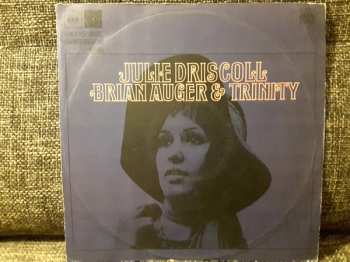 JULIE DRISCOLL
BRIAN AUGER & TRINITY